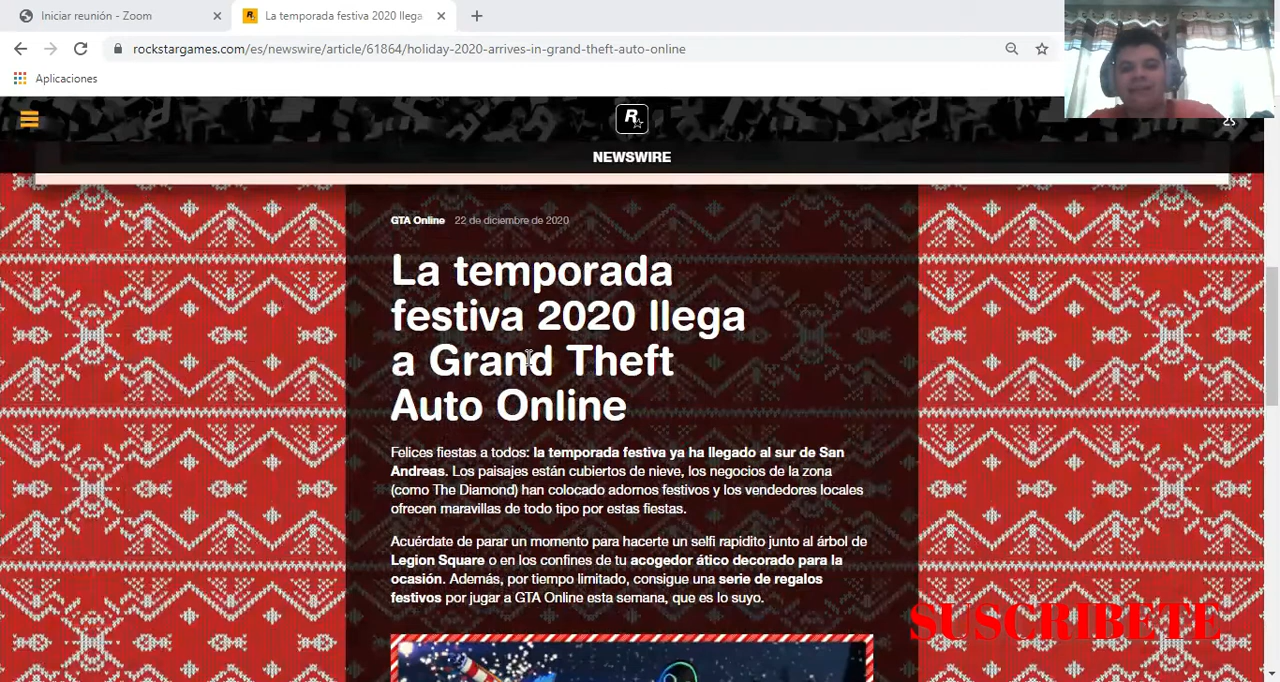 Iniciar reunión - Zoom
La temporada festiva 2020 llega
rockstargames.com/es/newswire/article/61864/holiday-2020-arrives-in-grand-theft-auto-online
Aplicaciones
R
NEWSWIRE
GTA Online 22 de diciembre de 2020
La temporada
festiva 2020 llega
a Grand Theft
Auto Online
Felices fiestas a todos: la temporada festiva ya ha llegado al sur de San
Andreas. Los paisajes están cubiertos de nieve, los negocios de la zona
(como The Diamond) han colocado adornos festivos y los vendedores locales
ofrecen maravillas de todo tipo por estas fiestas.
Acuérdate de parar un momento para hacerte un selfi rapidito junto al árbol de
Legion Square o en los confines de tu acogedor ático decorado para la
ocasión. Además, por tiempo limitado, consigue una serie de regalos
festivos por jugar a GTA Online esta semana, que es lo suyo.
SUSCRIBETE